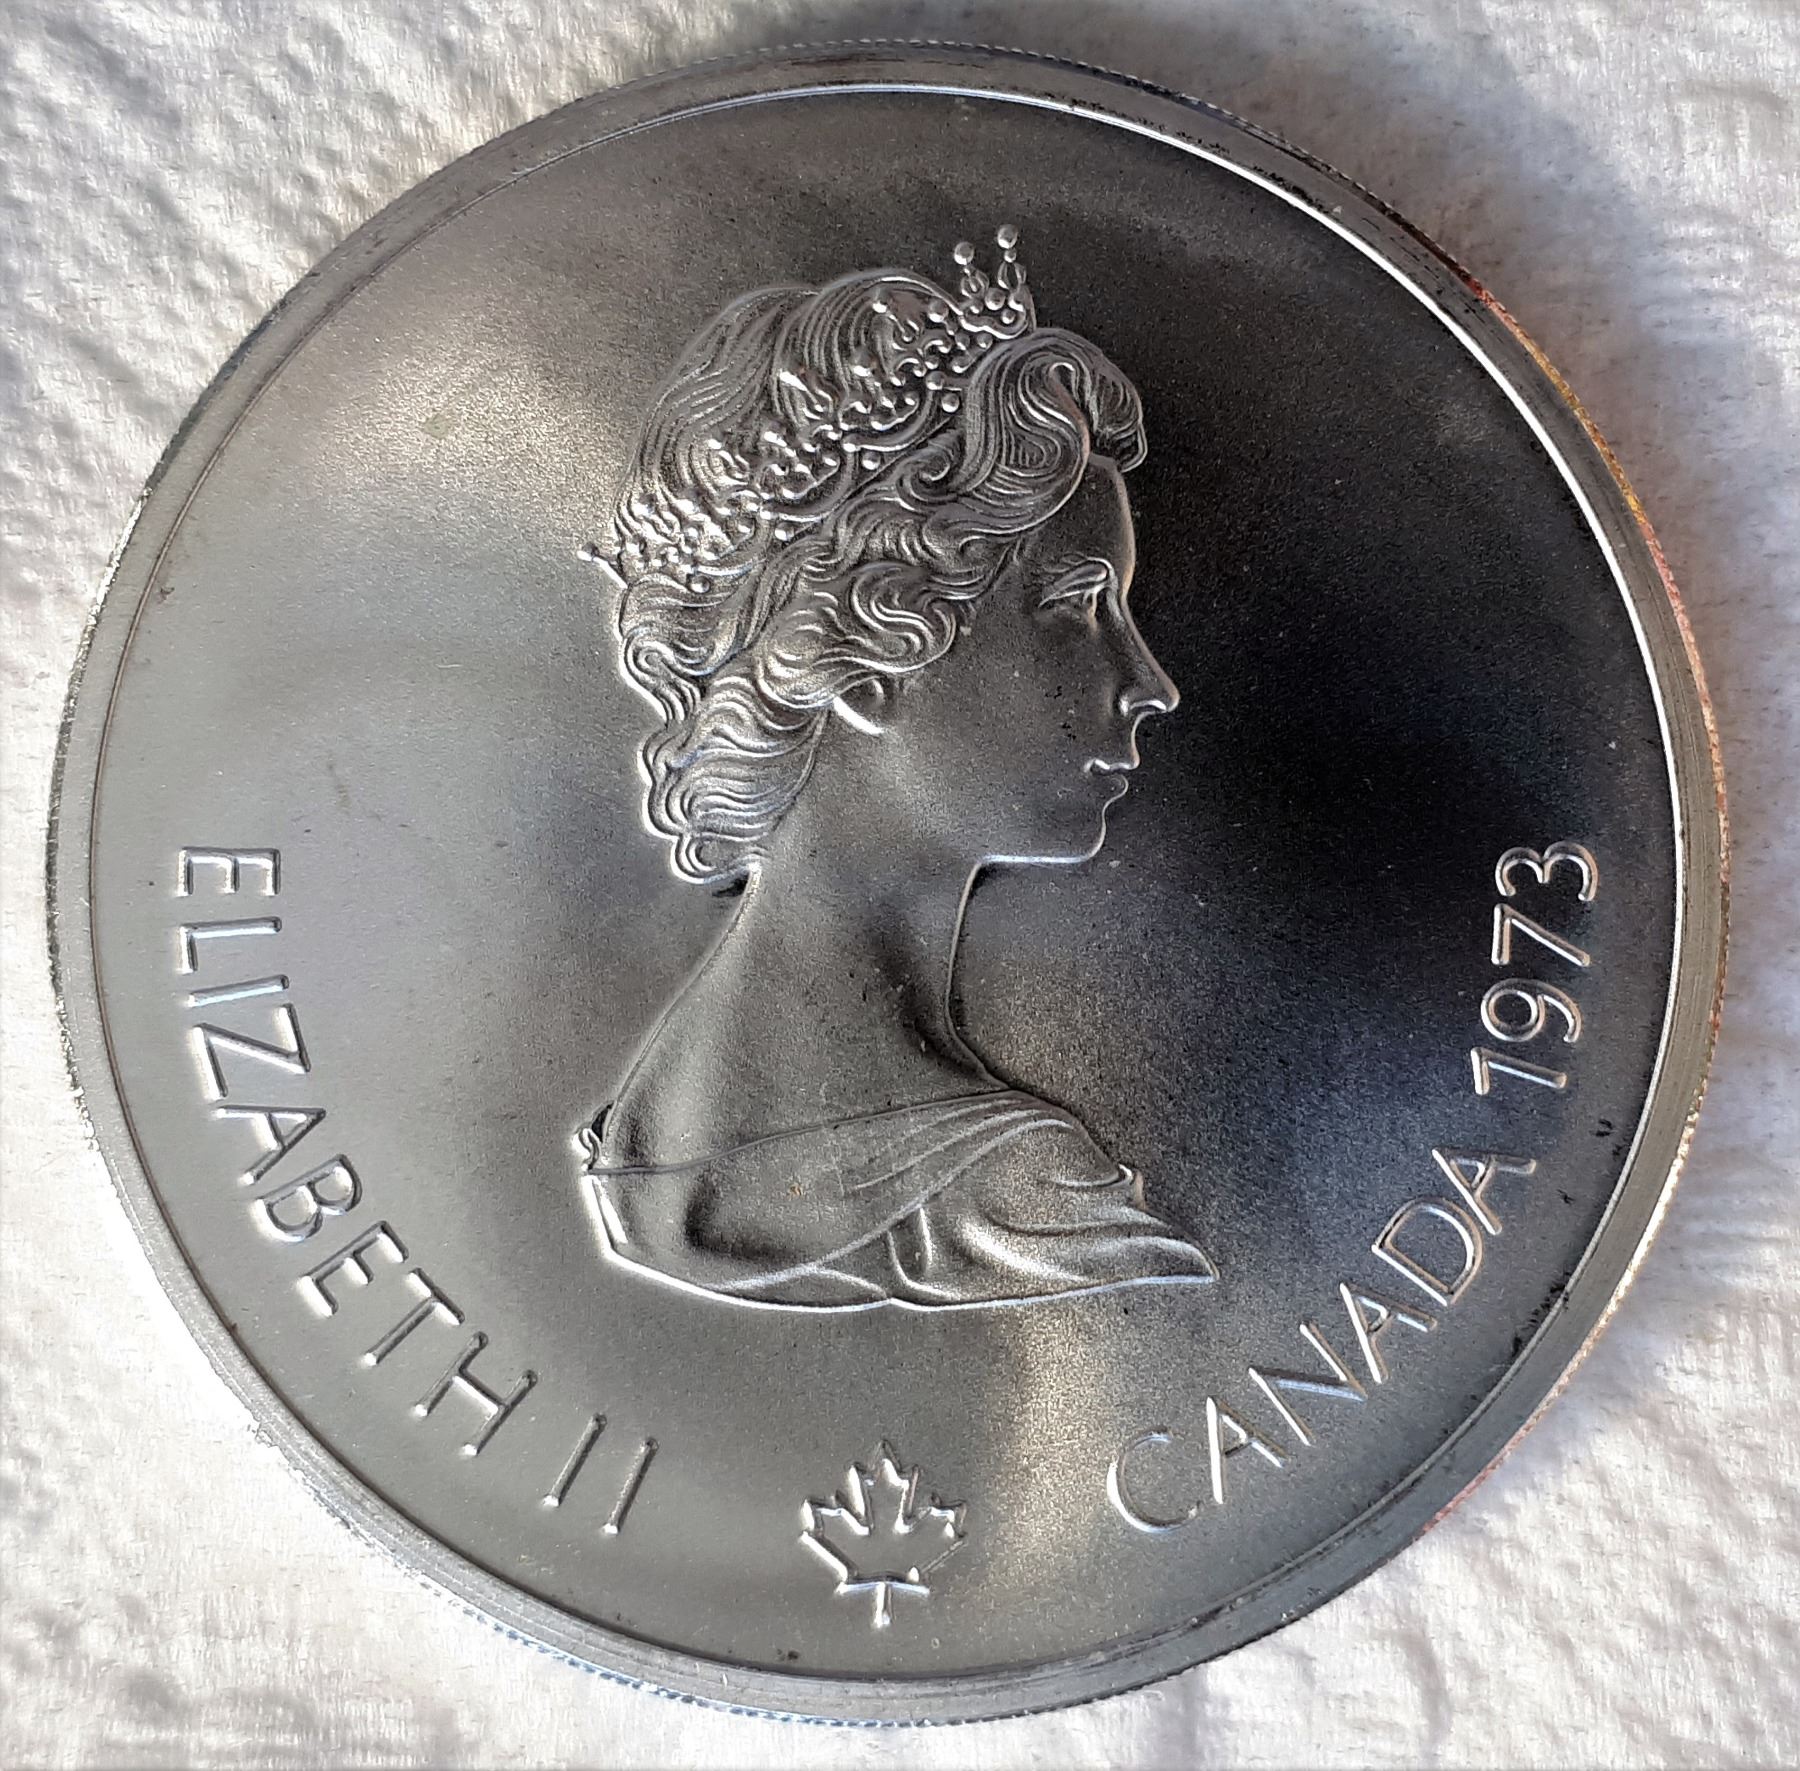 ELIZABETH II
CANADA 1973